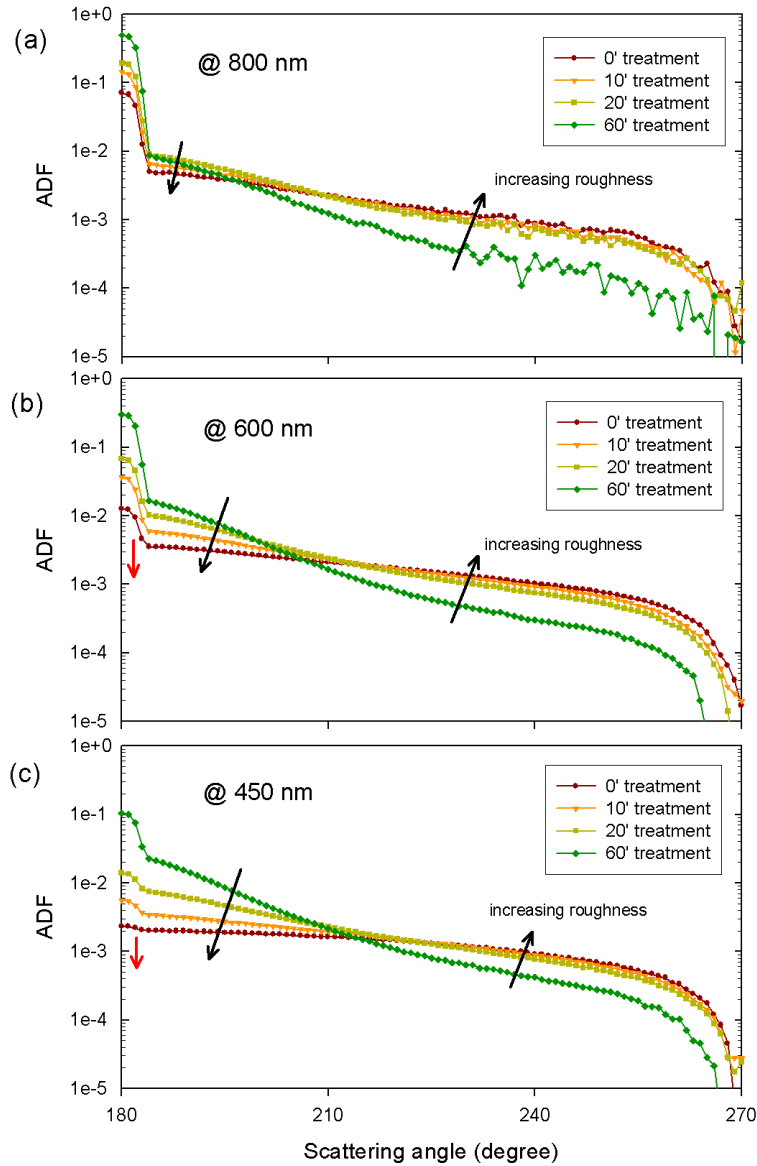 (a)
@ 800 nm
0' treatment
10' treatment
20' treatment
60' treatment
increasing roughness
ADF
1e+0
1e-1
1e-2
1e-3
1e-4
1e-5
(b)
@ 600 nm
0' treatment
10' treatment
20' treatment
60' treatment
increasing roughness
ADF
1e+0
1e-1
1e-2
1e-3
1e-4
1e-5
(c)
@ 450 nm
0' treatment
10' treatment
20' treatment
60' treatment
increasing roughness
ADF
1e+0
1e-1
1e-2
1e-3
1e-4
1e-5
180 210 240 270
Scattering angle (degree)